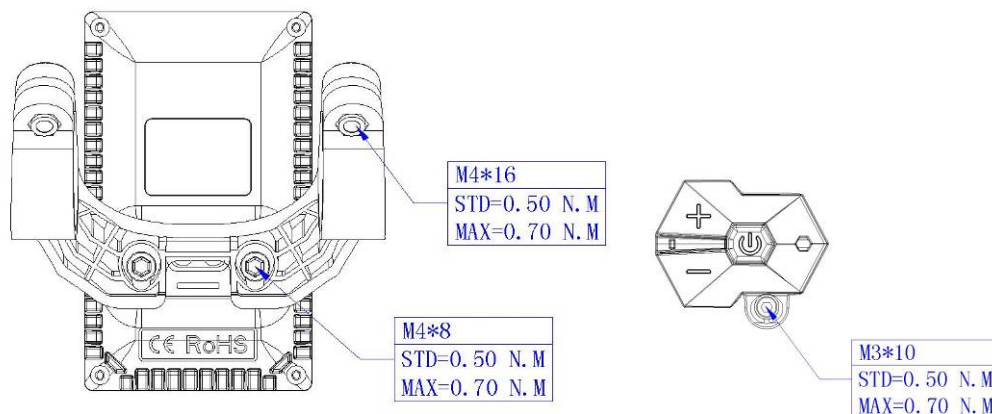 M4*16
STD=0.50 N.M
MAX=0.70 N.M
CE RoHS
M4*8
STD=0.50 N.M
MAX=0.70 N.M
M3*10
STD=0.50 N.M
MAX=0.70 N.M